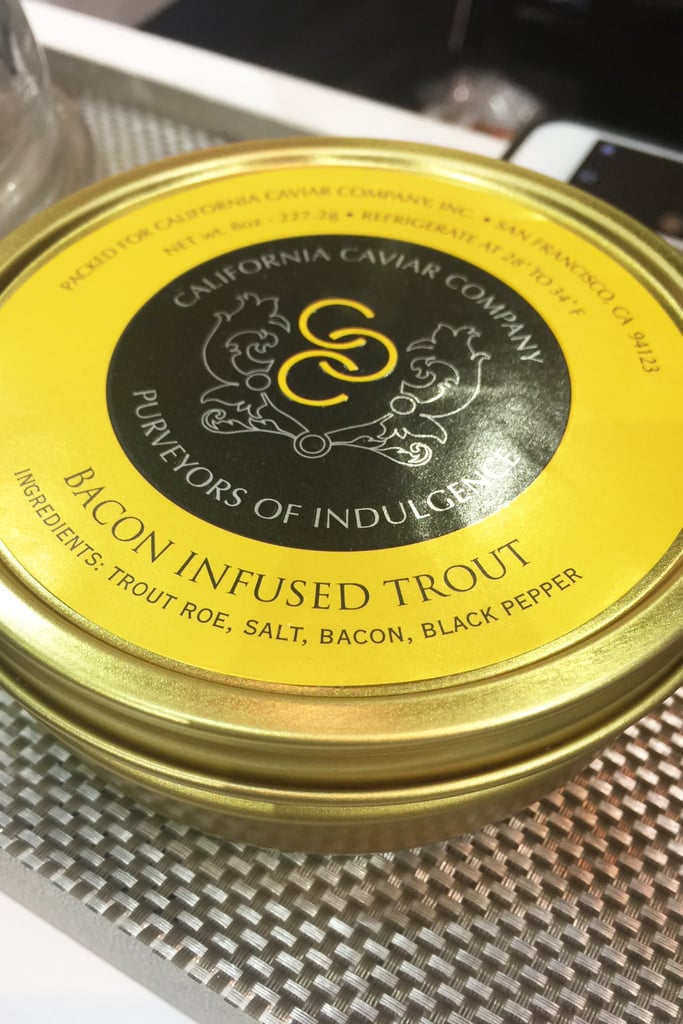 PACKED FOR CALIFORNIA CAVIAR COMPANY, INC. • SAN FRANCISCO, CA 94123
NET wt. 8oz - 227.2g • REFRIGERATE AT 28° TO 34° F
CALIFORNIA CAVIAR COMPANY
CCC
PURVEYORS OF INDULGENCE
BACON INFUSED TROUT
INGREDIENTS: TROUT ROE, SALT, BACON, BLACK PEPPER